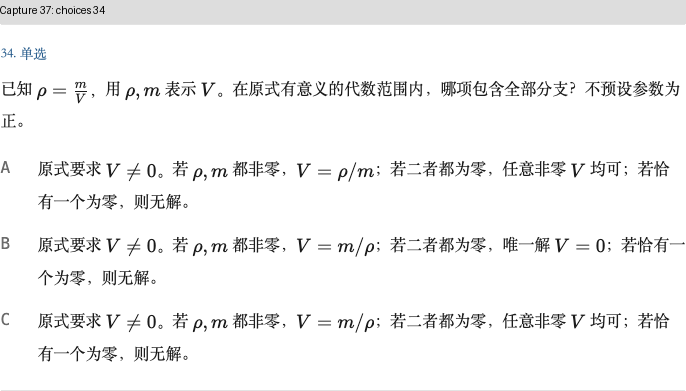 Capture 37: choices 34
34. 单选
已知 ρ = m/V，用 ρ, m 表示 V。在原式有意义的代数范围内，哪项包含全部分支？不预设参数为
正。
A 原式要求 V ≠ 0。若 ρ, m 都非零，V = ρ/m；若二者都为零，任意非零 V 均可；若恰
有一个为零，则无解。
B 原式要求 V ≠ 0。若 ρ, m 都非零，V = m/ρ；若二者都为零，唯一解 V = 0；若恰有一
个为零，则无解。
C 原式要求 V ≠ 0。若 ρ, m 都非零，V = m/ρ；若二者都为零，任意非零 V 均可；若恰
有一个为零，则无解。